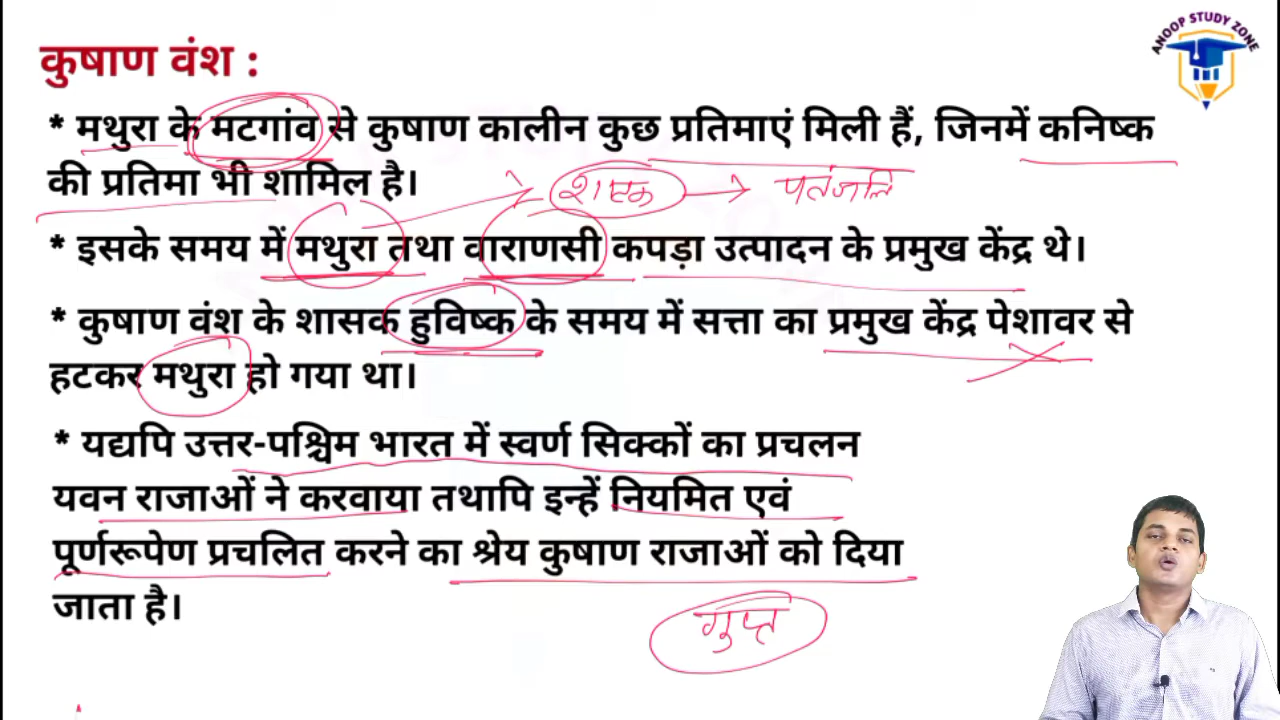 ANOOP STUDY ZONE
कुषाण वंश :
* मथुरा के मटगांव से कुषाण कालीन कुछ प्रतिमाएं मिली हैं, जिनमें कनिष्क
की प्रतिमा भी शामिल है।
शाटक → पतंजलि
* इसके समय में मथुरा तथा वाराणसी कपड़ा उत्पादन के प्रमुख केंद्र थे।
* कुषाण वंश के शासक हुविष्क के समय में सत्ता का प्रमुख केंद्र पेशावर से
हटकर मथुरा हो गया था।
* यद्यपि उत्तर-पश्चिम भारत में स्वर्ण सिक्कों का प्रचलन
यवन राजाओं ने करवाया तथापि इन्हें नियमित एवं
पूर्णरूपेण प्रचलित करने का श्रेय कुषाण राजाओं को दिया
जाता है।
गुप्त